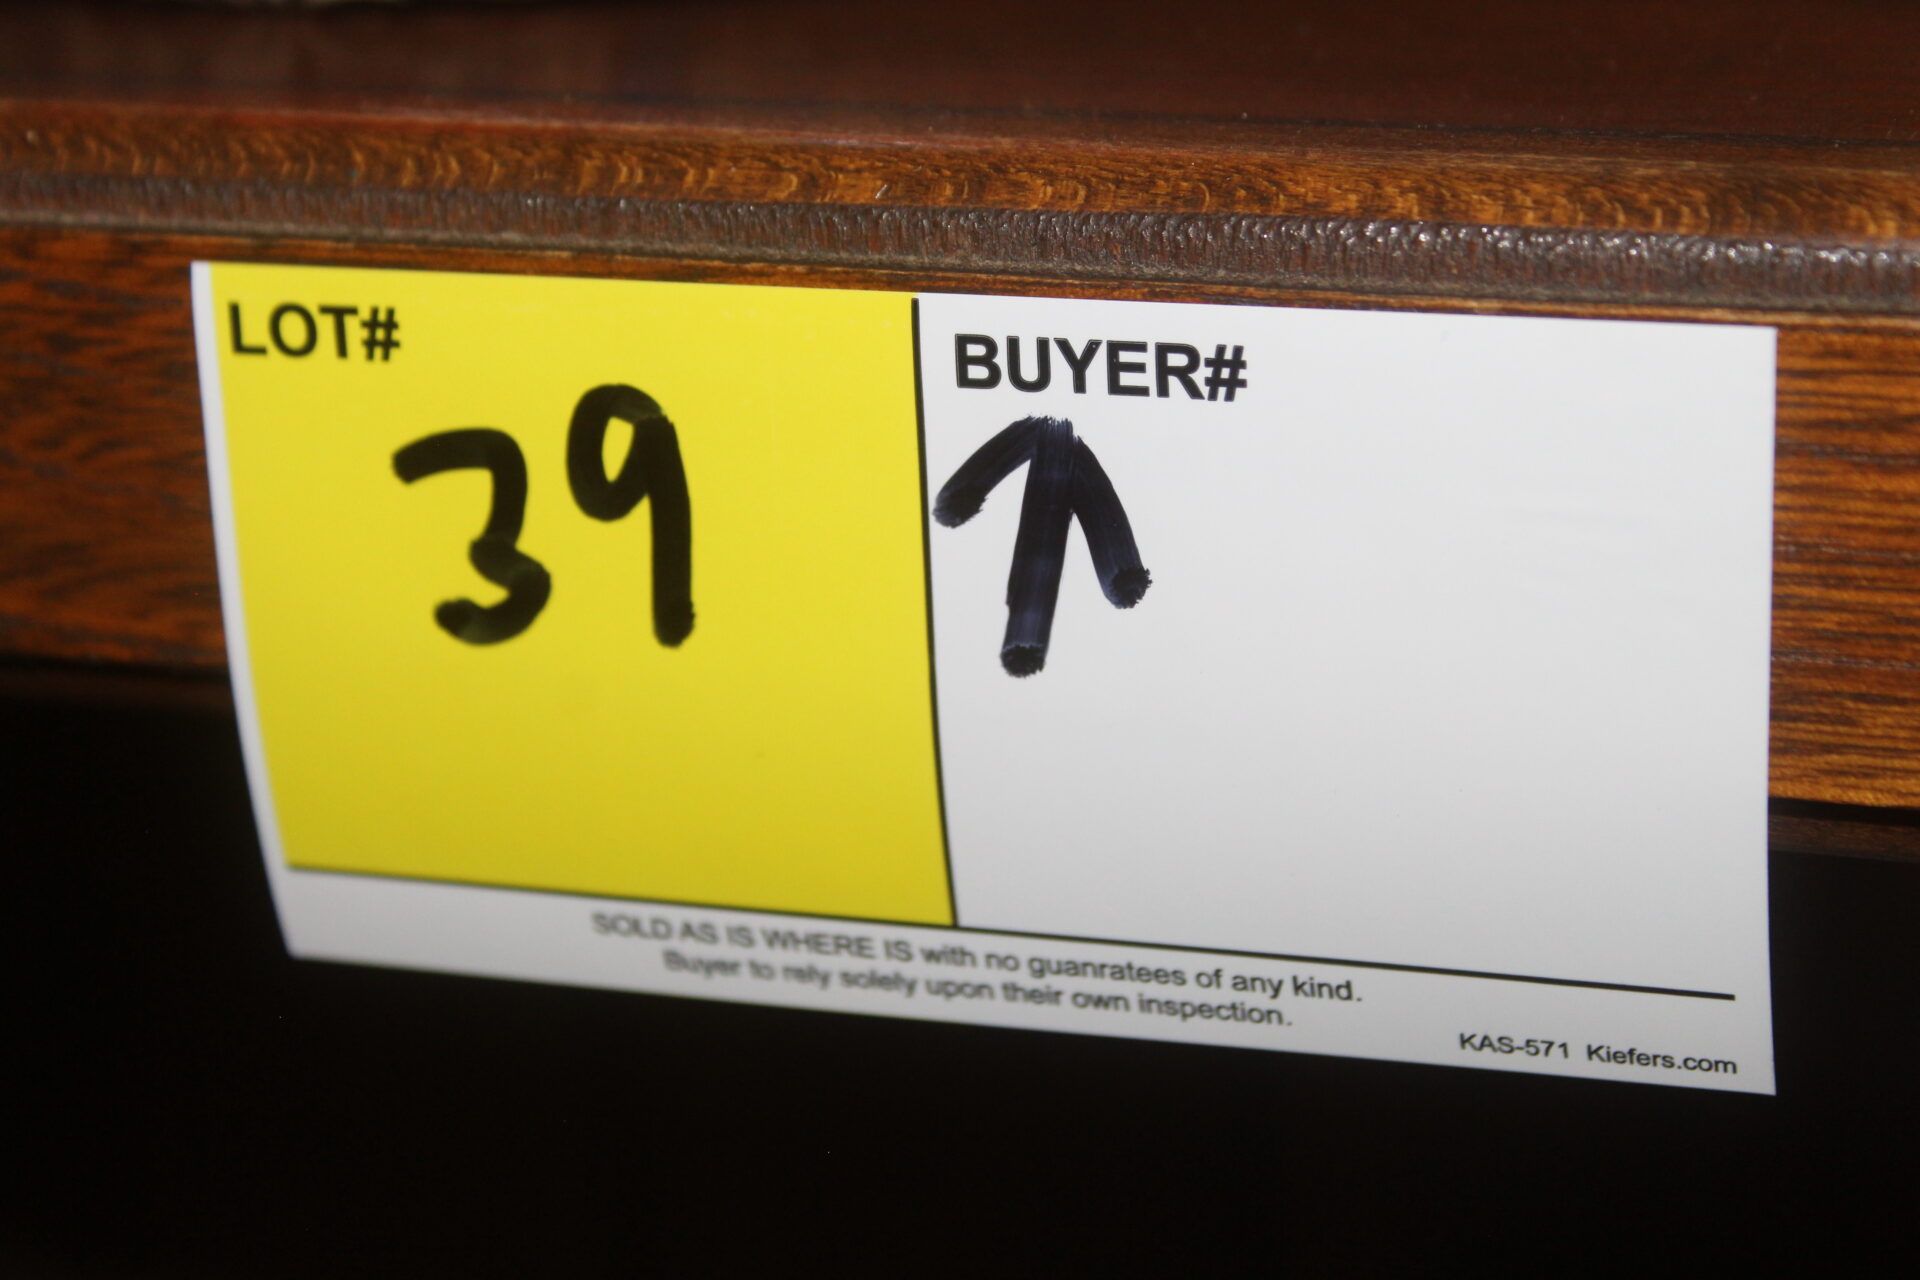 LOT# BUYER#
39 ↑
SOLD AS IS WHERE IS with no guanratees of any kind.
Buyer to rely solely upon their own inspection.
KAS-571 Kiefers.com